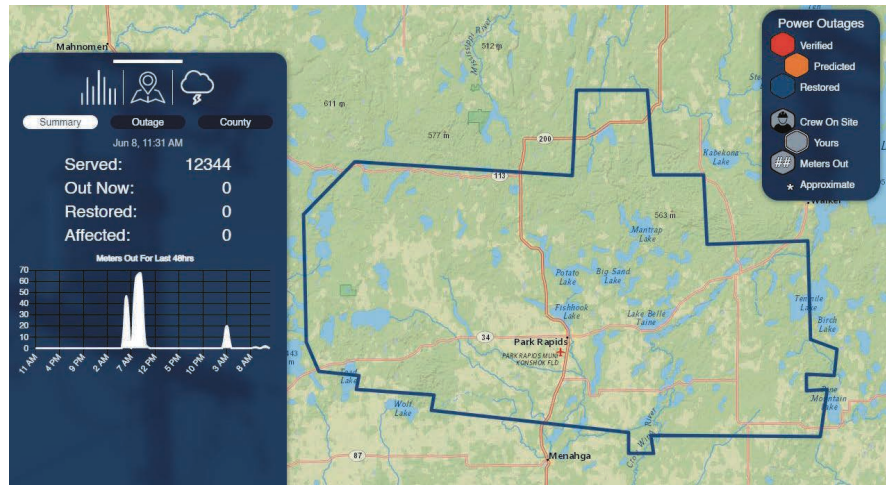 Mahnomen
Summary
Outage
County
Jun 8, 11:31 AM
Served: 12344
Out Now: 0
Restored: 0
Affected: 0
Meters Out For Last 48hrs
70
60
50
40
30
20
10
0
11 AM
4 PM
9 PM
2 AM
7 AM
12 PM
5 PM
10 PM
3 AM
8 AM
Mississippi River
512 m
611 m
577 m
200
113
Kabekona
Lake
Walker
563 m
Mantrap
Lake
Potato
Lake
Big Sand
Lake
Fishhook
Lake
Lake Belle
Taine
Tenmile
Lake
Birch
Lake
34
Park Rapids
PARK RAPIDS MUNI
KONSHOK FLD
Lake
Wolf
Lake
Mountain
Lake
87
Menahga
Power Outages
Verified
Predicted
Restored
Crew On Site
Yours
## Meters Out
* Approximate